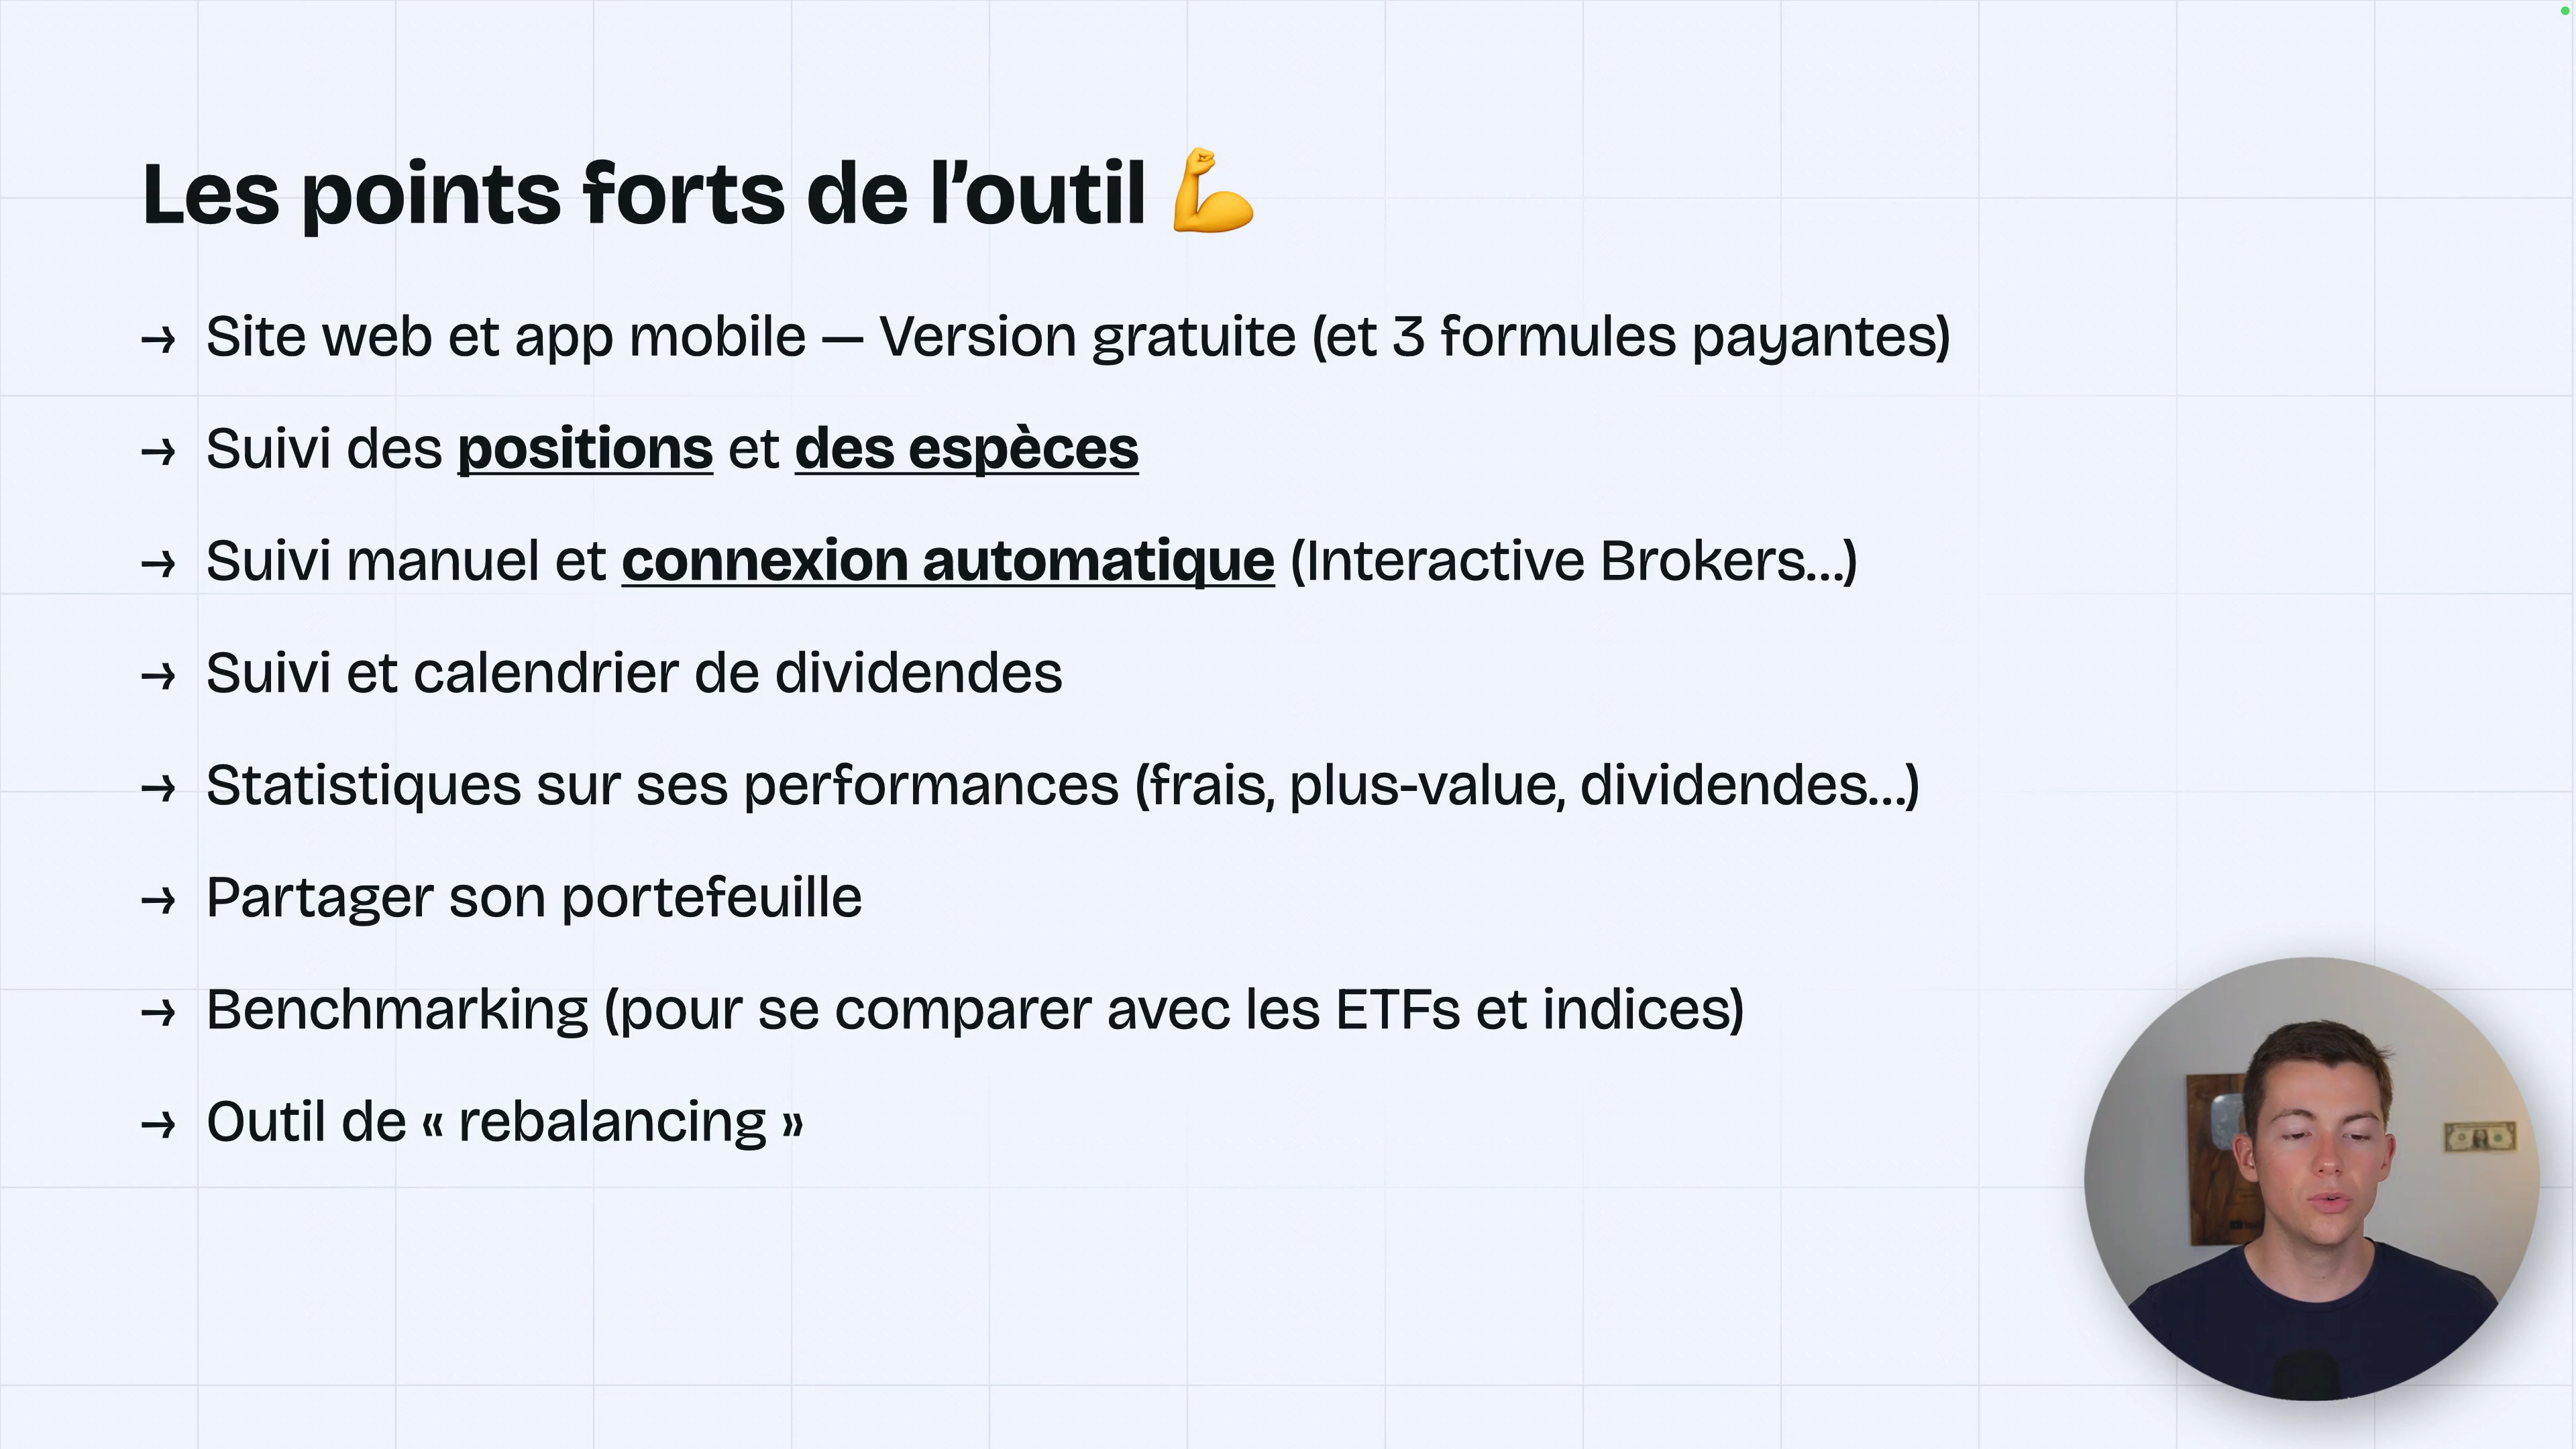 Les points forts de l’outil 💪
→ Site web et app mobile — Version gratuite (et 3 formules payantes)
→ Suivi des positions et des espèces
→ Suivi manuel et connexion automatique (Interactive Brokers…)
→ Suivi et calendrier de dividendes
→ Statistiques sur ses performances (frais, plus-value, dividendes…)
→ Partager son portefeuille
→ Benchmarking (pour se comparer avec les ETFs et indices)
→ Outil de « rebalancing »